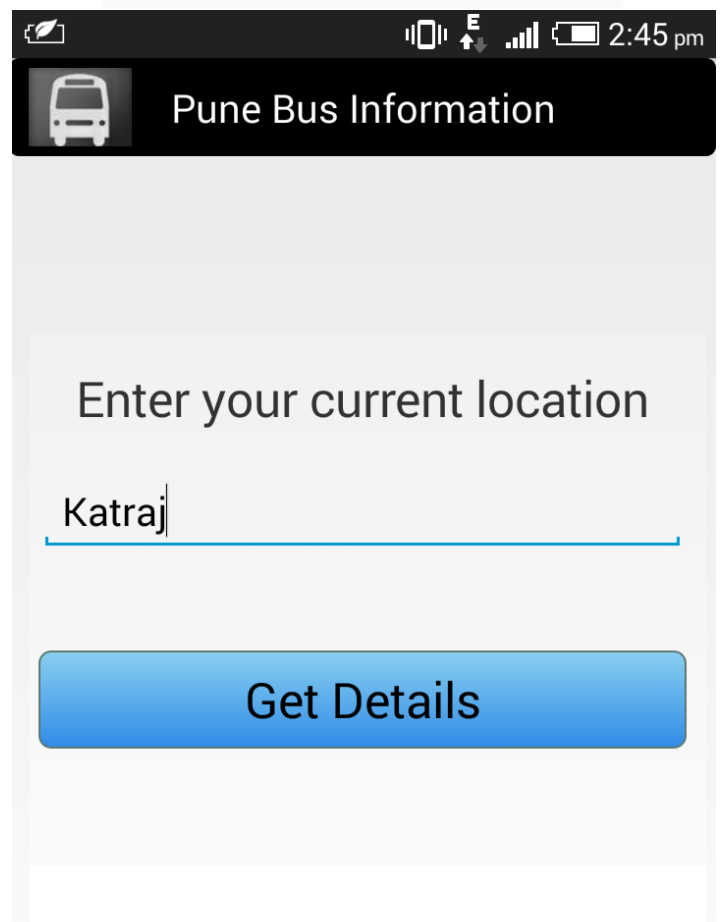 E
2:45 pm
Pune Bus Information
Enter your current location
Katraj
Get Details